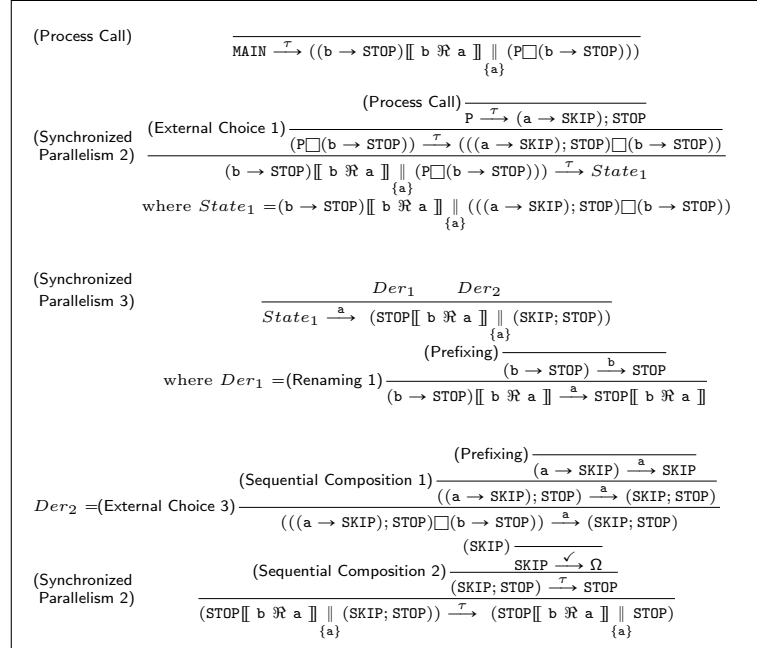 (Process Call)
MAIN —τ→ ((b → STOP)⟦ b ℜ a ⟧ ∥ (P□(b → STOP)))
{a}
(Process Call)
P —τ→ (a → SKIP); STOP
(Synchronized Parallelism 2)
(External Choice 1)
(P□(b → STOP)) —τ→ (((a → SKIP); STOP)□(b → STOP))
(b → STOP)⟦ b ℜ a ⟧ ∥ (P□(b → STOP))) —τ→ State₁
{a}
where State₁ =(b → STOP)⟦ b ℜ a ⟧ ∥ (((a → SKIP); STOP)□(b → STOP))
{a}
(Synchronized Parallelism 3)
Der₁ Der₂
State₁ —a→ (STOP⟦ b ℜ a ⟧ ∥ (SKIP; STOP))
{a}
(Prefixing)
(b → STOP) —b→ STOP
where Der₁ =(Renaming 1)
(b → STOP)⟦ b ℜ a ⟧ —a→ STOP⟦ b ℜ a ⟧
(Prefixing)
(a → SKIP) —a→ SKIP
(Sequential Composition 1)
((a → SKIP); STOP) —a→ (SKIP; STOP)
Der₂ =(External Choice 3)
(((a → SKIP); STOP)□(b → STOP)) —a→ (SKIP; STOP)
(SKIP)
SKIP —✓→ Ω
(Synchronized Parallelism 2)
(Sequential Composition 2)
(SKIP; STOP) —τ→ STOP
(STOP⟦ b ℜ a ⟧ ∥ (SKIP; STOP)) —τ→ (STOP⟦ b ℜ a ⟧ ∥ STOP)
{a} {a}